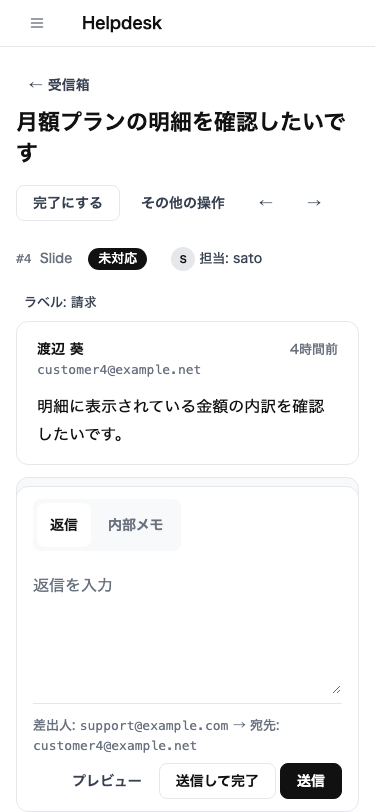 Helpdesk
← 受信箱
月額プランの明細を確認したいで
す
完了にする その他の操作 ← →
#4 Slide 未対応 S 担当: sato
ラベル: 請求
渡辺 葵 4時間前
customer4@example.net
明細に表示されている金額の内訳を確認
したいです。
返信 内部メモ
返信を入力
差出人: support@example.com → 宛先:
customer4@example.net
プレビュー 送信して完了 送信